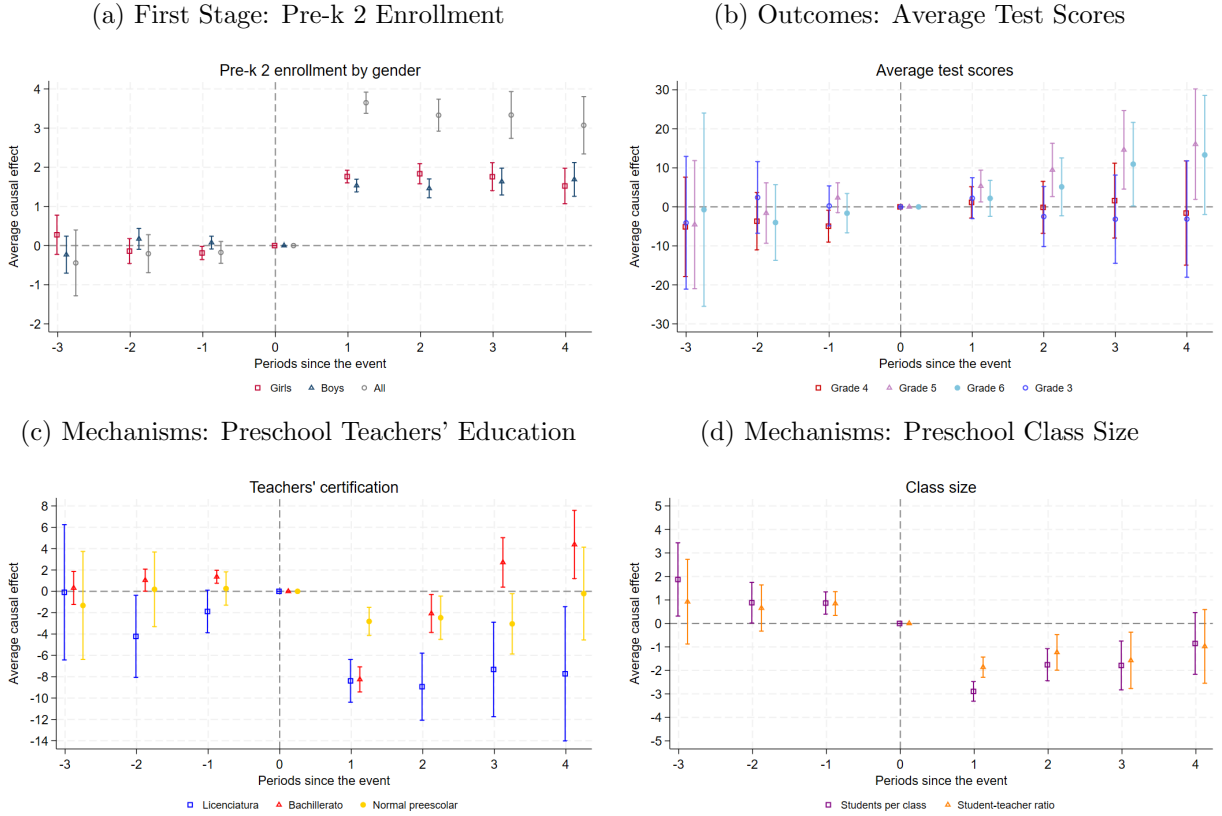 (a) First Stage: Pre-k 2 Enrollment
(b) Outcomes: Average Test Scores
Pre-k 2 enrollment by gender
Average causal effect
4
3
2
1
0
-1
-2
-3 -2 -1 0 1 2 3 4
Periods since the event
Girls Boys All
Average test scores
Average causal effect
30
20
10
0
-10
-20
-30
-3 -2 -1 0 1 2 3 4
Periods since the event
Grade 4 Grade 5 Grade 6 Grade 3
(c) Mechanisms: Preschool Teachers' Education
(d) Mechanisms: Preschool Class Size
Teachers' certification
Average causal effect
8
6
4
2
0
-2
-4
-6
-8
-10
-12
-14
-3 -2 -1 0 1 2 3 4
Periods since the event
Licenciatura Bachillerato Normal preescolar
Class size
Average causal effect
5
4
3
2
1
0
-1
-2
-3
-4
-5
-3 -2 -1 0 1 2 3 4
Periods since the event
Students per class Student-teacher ratio